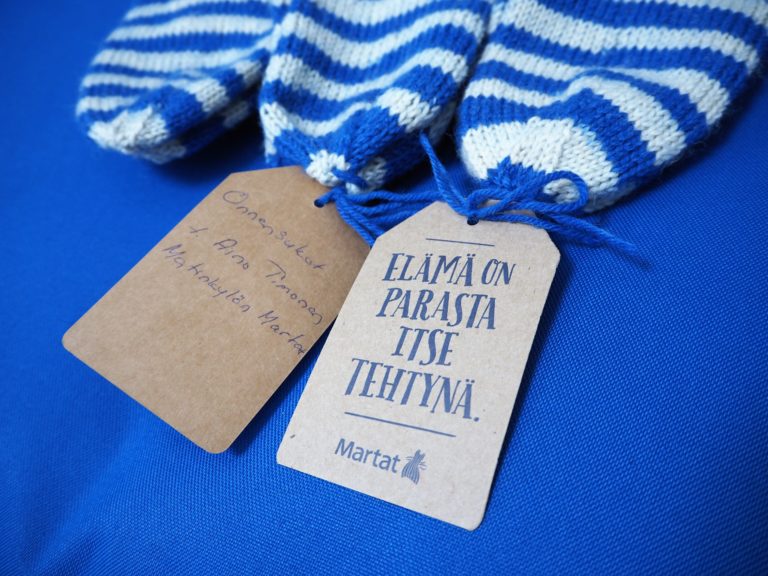 Onnensukat
t. Aino Timonen
Matinkylän Martat
ELÄMÄ ON
PARASTA
ITSE
TEHTYNÄ.
Martat